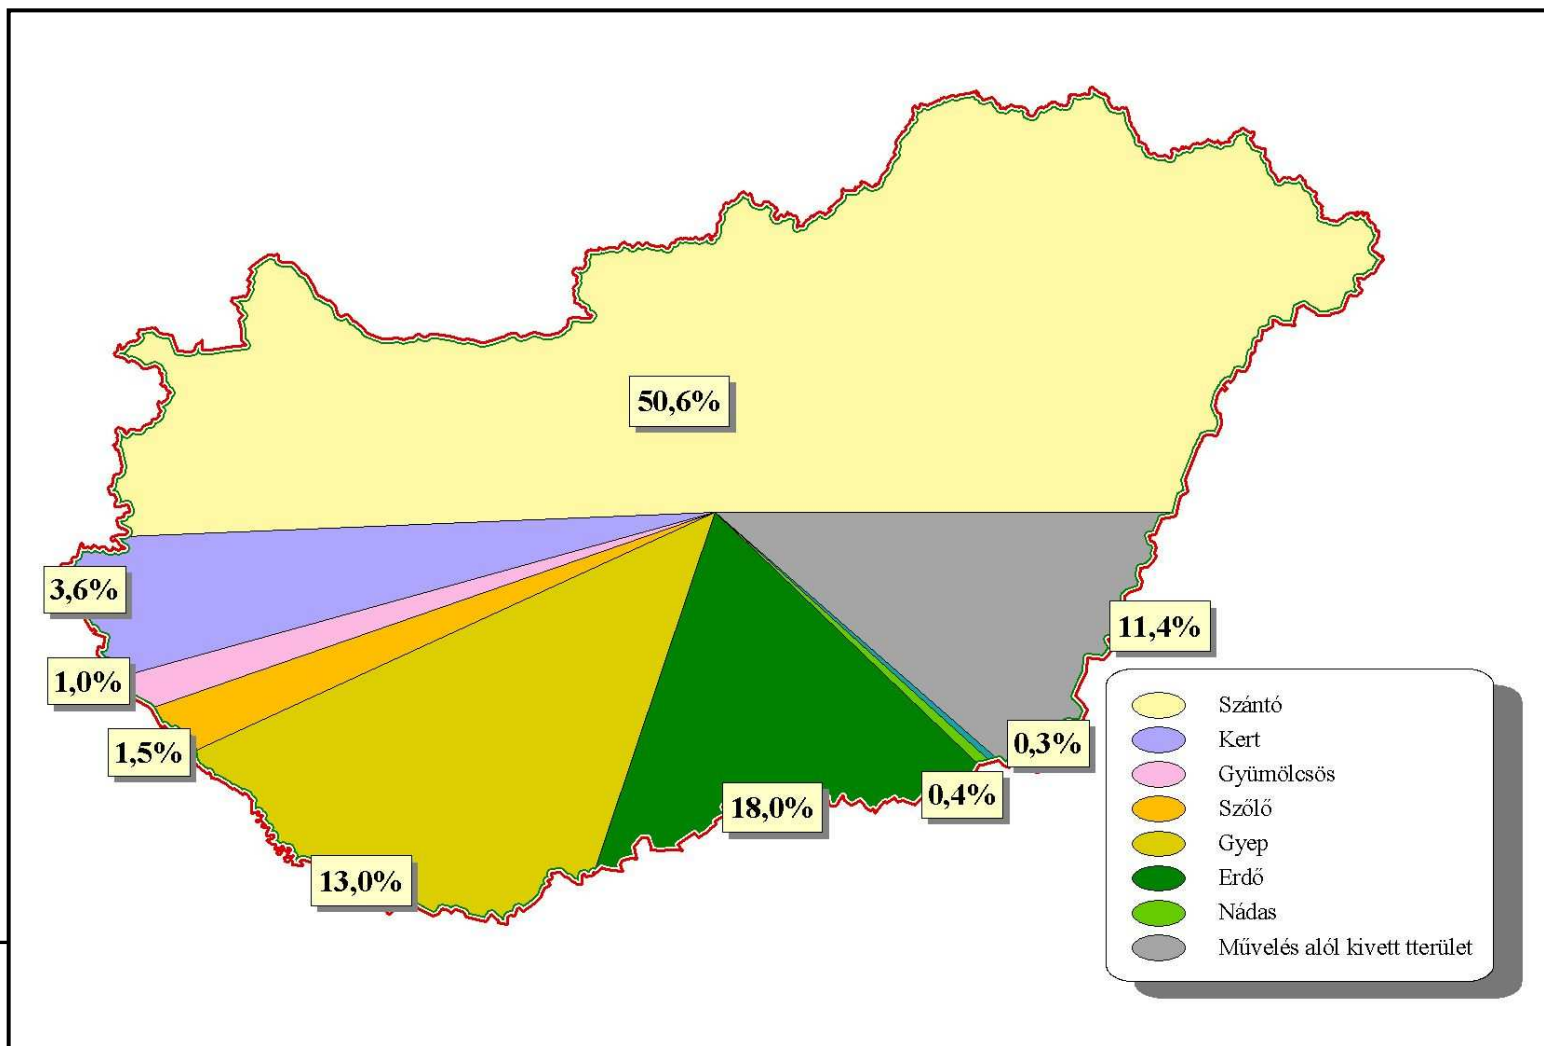 50,6%
3,6%
1,0%
1,5%
13,0%
18,0%
0,4%
0,3%
11,4%
Szántó
Kert
Gyümölcsös
Szőlő
Gyep
Erdő
Nádas
Művelés alól kivett tterület